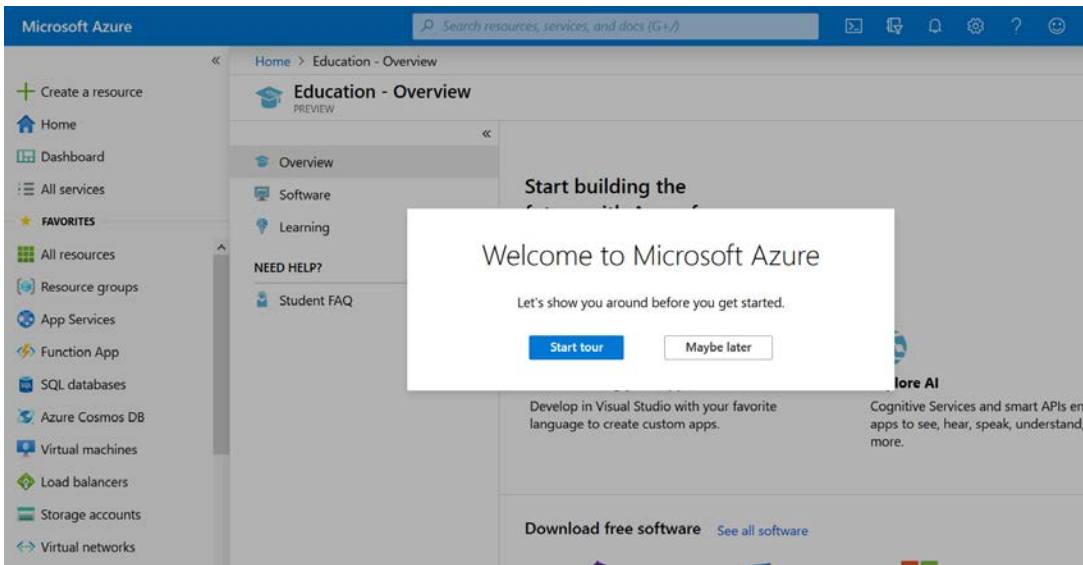 Microsoft Azure
Search resources, services, and docs (G+/)
Create a resource
Home
Dashboard
All services
FAVORITES
All resources
Resource groups
App Services
Function App
SQL databases
Azure Cosmos DB
Virtual machines
Load balancers
Storage accounts
Virtual networks
Home > Education - Overview
Education - Overview
PREVIEW
Overview
Software
Learning
NEED HELP?
Student FAQ
Start building the
Welcome to Microsoft Azure
Let's show you around before you get started.
Start tour
Maybe later
Develop in Visual Studio with your favorite
language to create custom apps.
AI
Cognitive Services and smart APIs
apps to see, hear, speak, understand,
more.
Download free software See all software